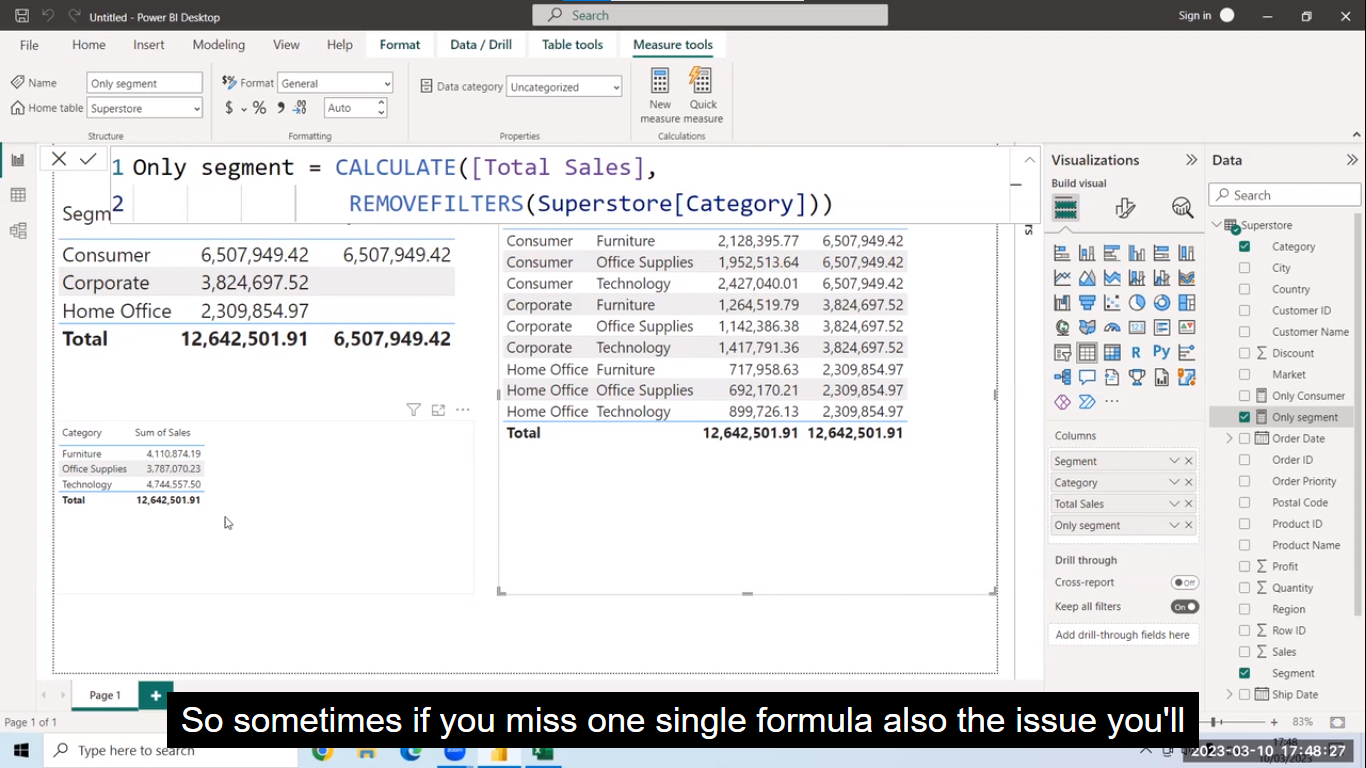 Untitled - Power BI Desktop
Search
Sign in
File Home Insert Modeling View Help Format Data / Drill Table tools Measure tools
Name Only segment
Home table Superstore
Structure
Format General
$ % Auto
Formatting
Data category Uncategorized
Properties
New measure
Quick measure
Calculations
1 Only segment = CALCULATE([Total Sales],
2 REMOVEFILTERS(Superstore[Category]))
Segm
Consumer 6,507,949.42 6,507,949.42
Corporate 3,824,697.52
Home Office 2,309,854.97
Total 12,642,501.91 6,507,949.42
Category Sum of Sales
Furniture 4,110,874.19
Office Supplies 3,787,070.23
Technology 4,744,557.50
Total 12,642,501.91
Consumer Furniture 2,128,395.77 6,507,949.42
Consumer Office Supplies 1,952,513.64 6,507,949.42
Consumer Technology 2,427,040.01 6,507,949.42
Corporate Furniture 1,264,519.79 3,824,697.52
Corporate Office Supplies 1,142,386.38 3,824,697.52
Corporate Technology 1,417,791.36 3,824,697.52
Home Office Furniture 717,958.63 2,309,854.97
Home Office Office Supplies 692,170.21 2,309,854.97
Home Office Technology 899,726.13 2,309,854.97
Total 12,642,501.91 12,642,501.91
Visualizations
Build visual
R Py
Columns
Segment
Category
Total Sales
Only segment
Drill through
Cross-report Off
Keep all filters On
Add drill-through fields here
Data
Search
Superstore
Category
City
Country
Customer ID
Customer Name
Discount
Market
Only Consumer
Only segment
Order Date
Order ID
Order Priority
Postal Code
Product ID
Product Name
Profit
Quantity
Region
Row ID
Sales
Segment
Ship Date
Page 1
Page 1 of 1
83%
So sometimes if you miss one single formula also the issue you'll
Type here to search
17:48
10/03/2023
2023-03-10 17:48:27